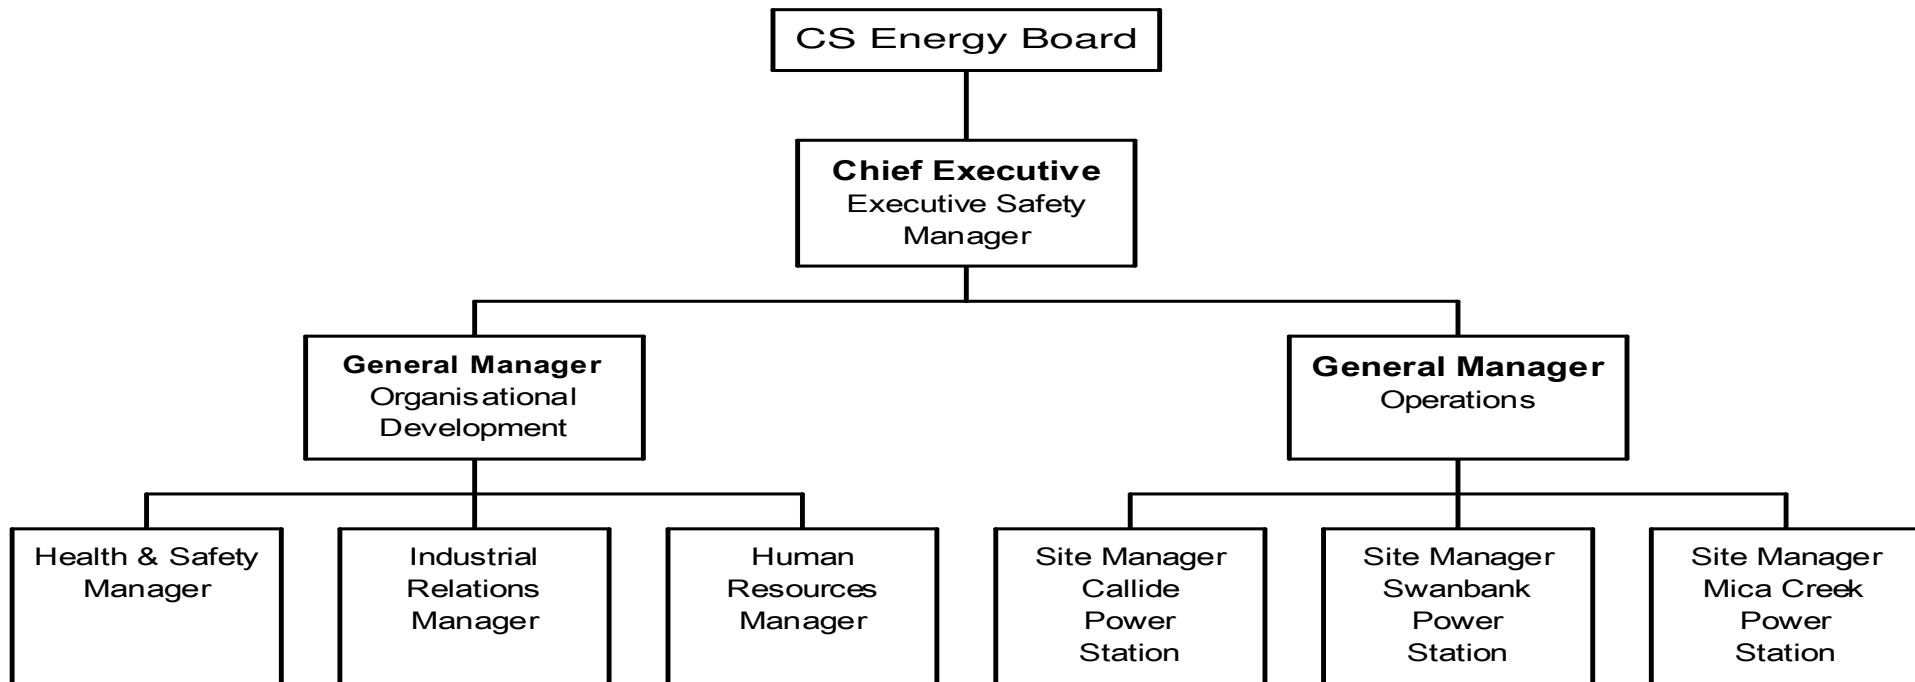 CS Energy Board
Chief Executive
Executive Safety
Manager
General Manager
Organisational
Development
General Manager
Operations
Health & Safety
Manager
Industrial
Relations
Manager
Human
Resources
Manager
Site Manager
Callide
Power
Station
Site Manager
Swanbank
Power
Station
Site Manager
Mica Creek
Power
Station